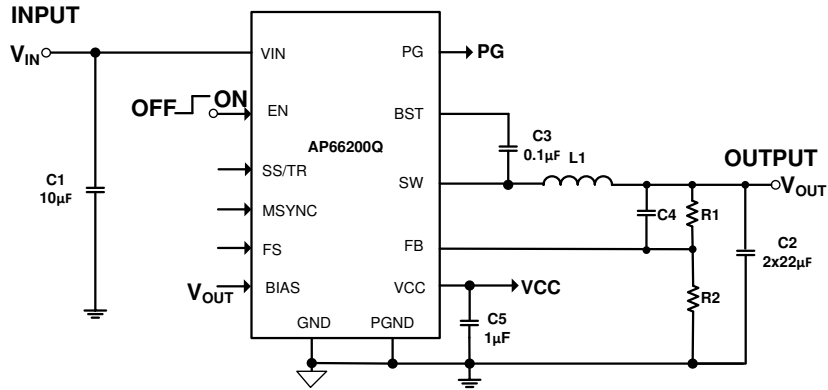 INPUT
VIN
VIN
PG
PG
OFF
ON
EN
BST
AP66200Q
C3
0.1µF
L1
OUTPUT
C1
10µF
SS/TR
SW
VOUT
MSYNC
C4
R1
FS
FB
C2
2x22µF
VOUT
BIAS
VCC
VCC
R2
C5
1µF
GND
PGND